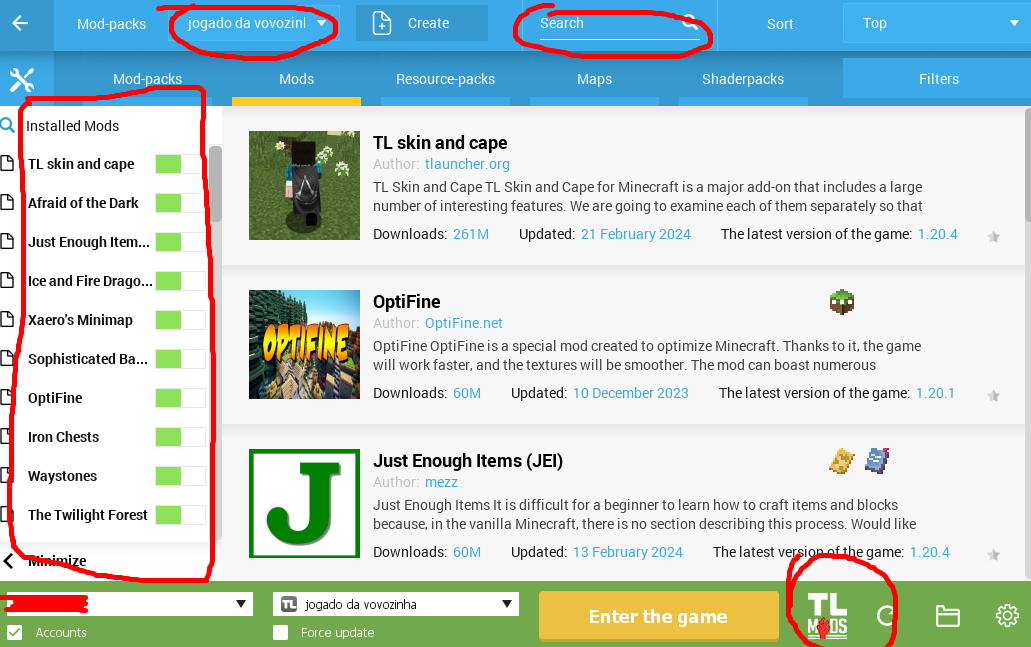 Mod-packs jogado da vovozinl Create Search Sort Top
Mod-packs Mods Resource-packs Maps Shaderpacks Filters
Installed Mods
TL skin and cape
Afraid of the Dark
Just Enough Item...
Ice and Fire Drago...
Xaero's Minimap
Sophisticated Ba...
OptiFine
Iron Chests
Waystones
The Twilight Forest
Minimize
TL skin and cape
Author: tlauncher.org
TL Skin and Cape TL Skin and Cape for Minecraft is a major add-on that includes a large
number of interesting features. We are going to examine each of them separately so that
Downloads: 261M Updated: 21 February 2024 The latest version of the game: 1.20.4
OPTIFINE
OptiFine
Author: OptiFine.net
OptiFine OptiFine is a special mod created to optimize Minecraft. Thanks to it, the game
will work faster, and the textures will be smoother. The mod can boast numerous
Downloads: 60M Updated: 10 December 2023 The latest version of the game: 1.20.1
J
Just Enough Items (JEI)
Author: mezz
Just Enough Items It is difficult for a beginner to learn how to craft items and blocks
because, in the vanilla Minecraft, there is no section describing this process. Would like
Downloads: 60M Updated: 13 February 2024 The latest version of the game: 1.20.4
TL jogado da vovozinha Enter the game TL
MODS
Accounts Force update